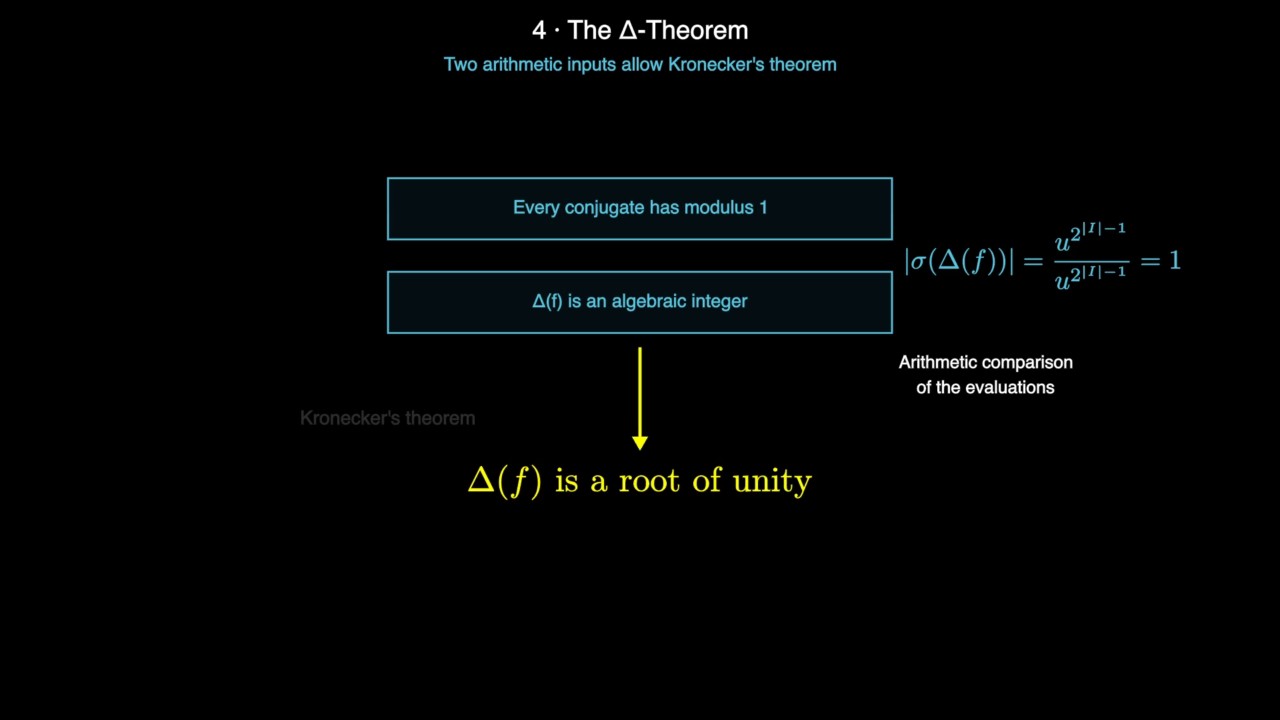 4 · The Δ-Theorem
Two arithmetic inputs allow Kronecker's theorem
Every conjugate has modulus 1
|σ(Δ(f))| = \frac{u^{2^{|I|-1}}}{u^{2^{|I|-1}}} = 1
Δ(f) is an algebraic integer
Arithmetic comparison
of the evaluations
Kronecker's theorem
Δ(f) is a root of unity